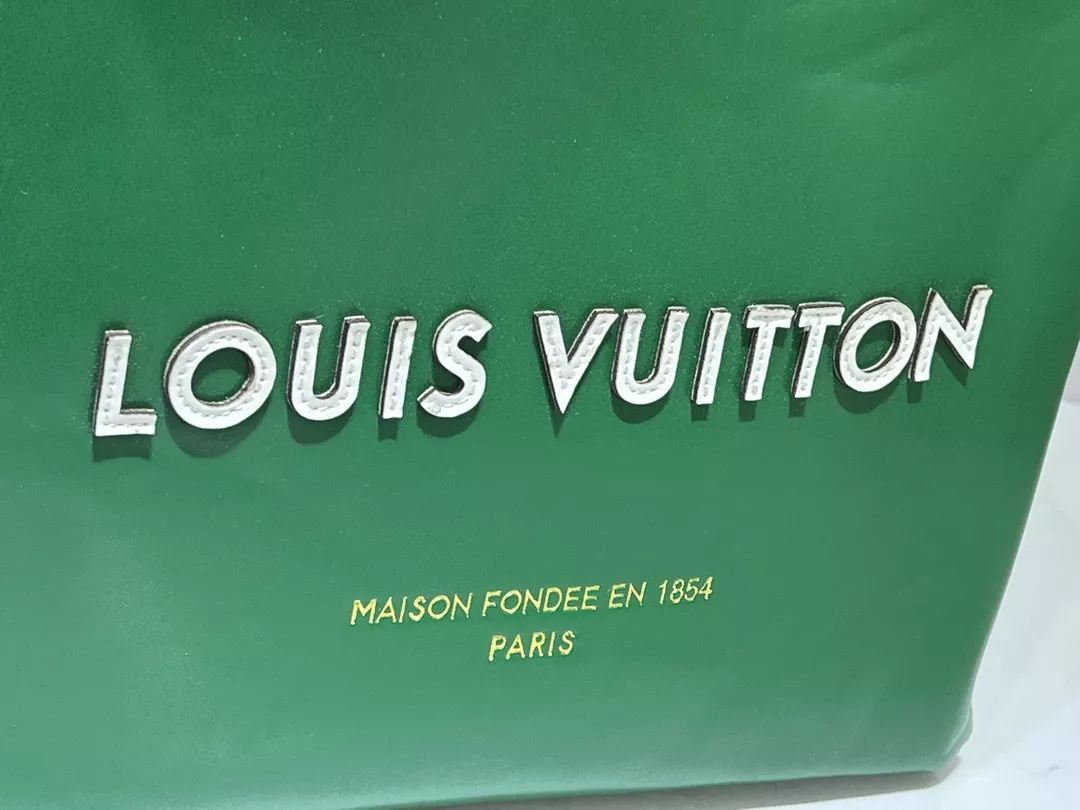 LOUIS VUITTON
MAISON FONDEE EN 1854
PARIS